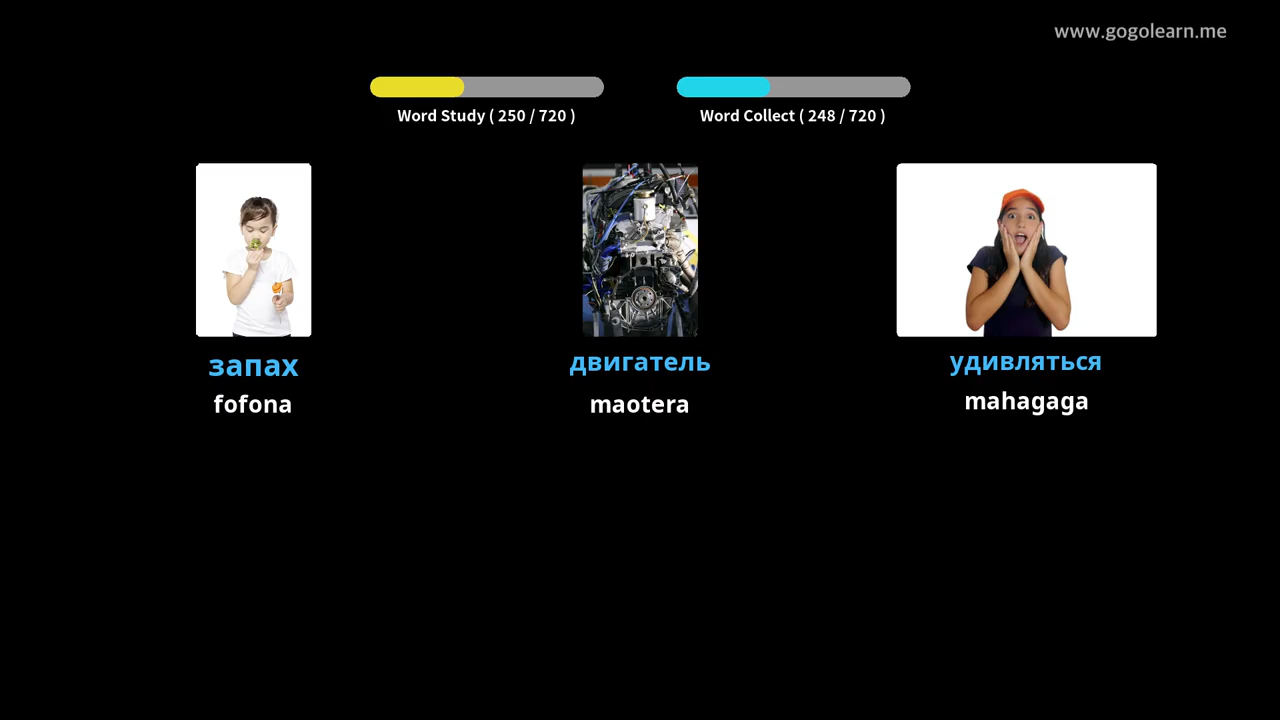 www.gogolearn.me
Word Study ( 250 / 720 )
Word Collect ( 248 / 720 )
запах
fofona
двигатель
maotera
удивляться
mahagaga